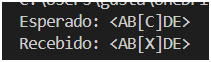 Esperado: <AB[C]DE>
Recebido: <AB[X]DE>